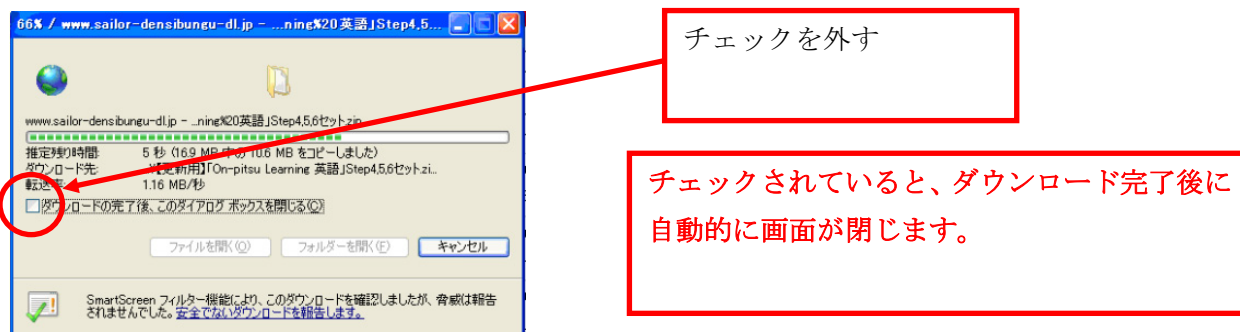 66% / www.sailor-densibungu-dl.jp - ...ning%20英語」Step4,5...
チェックを外す
www.sailor-densibungu-dl.jp - ...ning%20英語」Step4,5,6セット.zip
推定残り時間: 5 秒 (16.9 MB 中の 10.6 MB をコピーしました)
ダウンロード先: ...¥【更新用】「On-pitsu Learning 英語」Step4,5,6セット.zi...
転送率: 1.16 MB/秒
チェックされていると、ダウンロード完了後に
自動的に画面が閉じます。
ダウンロードの完了後、このダイアログ ボックスを閉じる(C)
ファイルを開く(O) フォルダーを開く(F) キャンセル
SmartScreen フィルター機能により、このダウンロードを確認しましたが、脅威は報告
されませんでした。安全でないダウンロードを報告します。